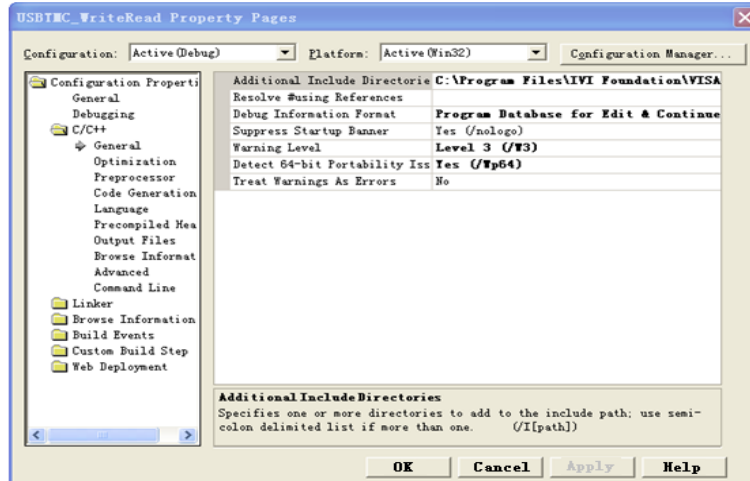 USBTMC_WriteRead Property Pages
Configuration: Active(Debug) Platform: Active(Win32) Configuration Manager...
Configuration Properti
General
Debugging
C/C++
General
Optimization
Preprocessor
Code Generation
Language
Precompiled Hea
Output Files
Browse Informat
Advanced
Command Line
Linker
Browse Information
Build Events
Custom Build Step
Web Deployment
Additional Include Directorie C:\Program Files\IVI Foundation\VISA
Resolve #using References
Debug Information Format Program Database for Edit & Continue
Suppress Startup Banner Yes (/nologo)
Warning Level Level 3 (/W3)
Detect 64-bit Portability Iss Yes (/Wp64)
Treat Warnings As Errors No
Additional Include Directories
Specifies one or more directories to add to the include path; use semi-
colon delimited list if more than one. (/I[path])
OK Cancel Apply Help